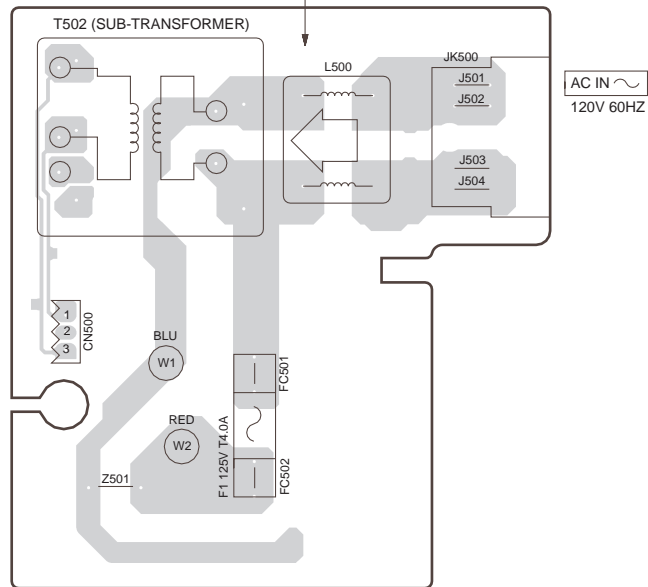 T502 (SUB-TRANSFORMER)
L500
JK500
J501
J502
AC IN
120V 60HZ
J503
J504
1
2
3
CN500
BLU
W1
FC501
RED
W2
F1 125V T4.0A
FC502
Z501